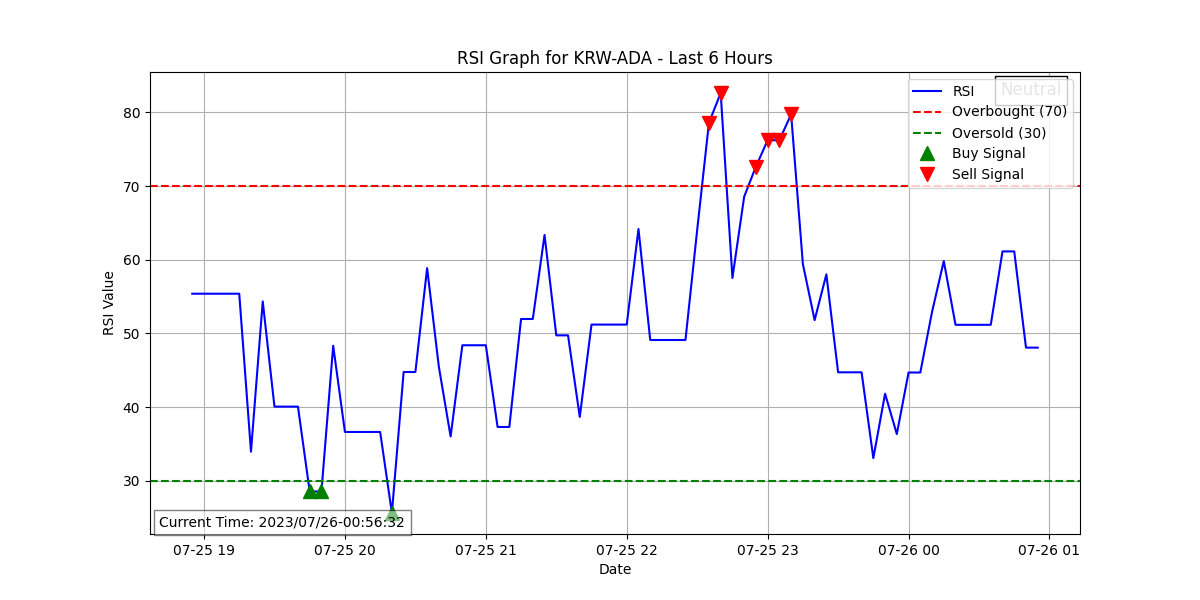 RSI Graph for KRW-ADA - Last 6 Hours
Neutral
RSI
Overbought (70)
Oversold (30)
Buy Signal
Sell Signal
80
70
60
50
40
30
RSI Value
Current Time: 2023/07/26-00:56:32
07-25 19 07-25 20 07-25 21 07-25 22 07-25 23 07-26 00 07-26 01
Date